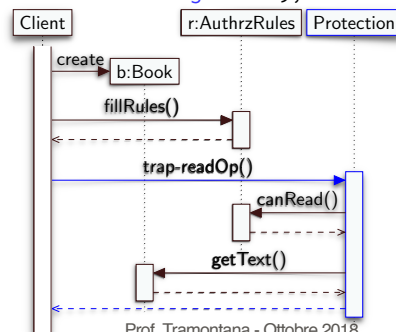 Client
r:AuthrzRules
Protection
create
b:Book
fillRules()
trap-readOp()
canRead()
getText()
Prof. Tramontana - Ottobre 2018